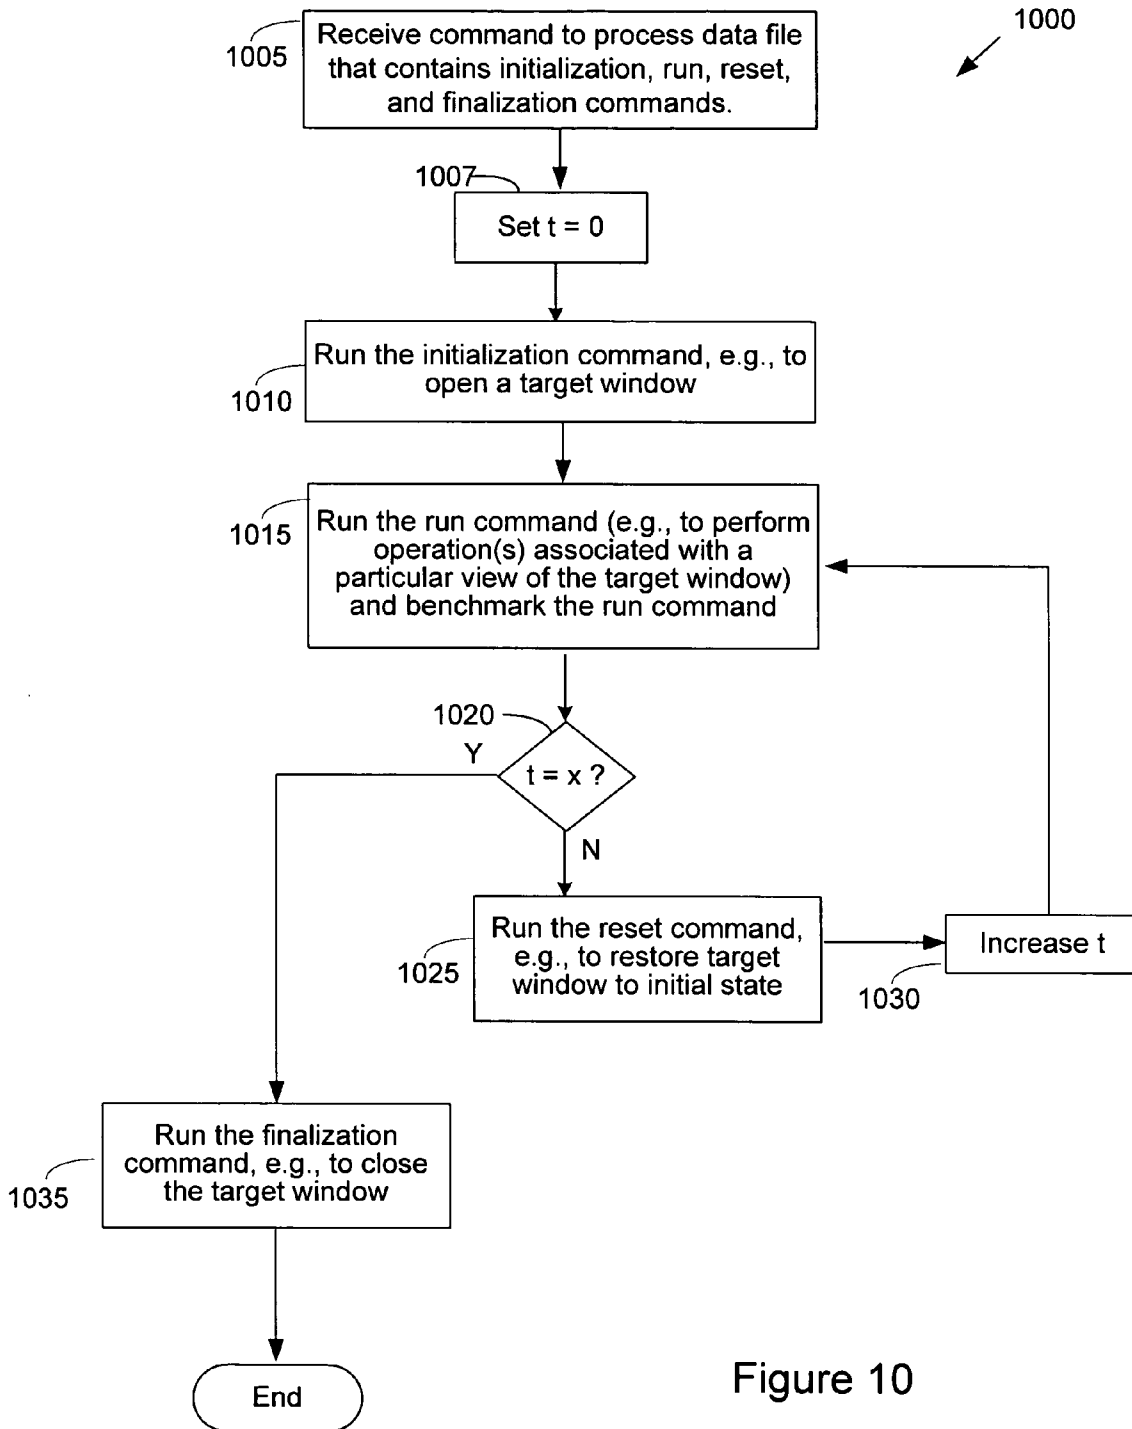 1000
1005
Receive command to process data file
that contains initialization, run, reset,
and finalization commands.
1007
Set t = 0
1010
Run the initialization command, e.g., to
open a target window
1015
Run the run command (e.g., to perform
operation(s) associated with a
particular view of the target window)
and benchmark the run command
1020
Y
t = x ?
N
1025
Run the reset command,
e.g., to restore target
window to initial state
Increase t
1030
1035
Run the finalization
command, e.g., to close
the target window
End
Figure 10